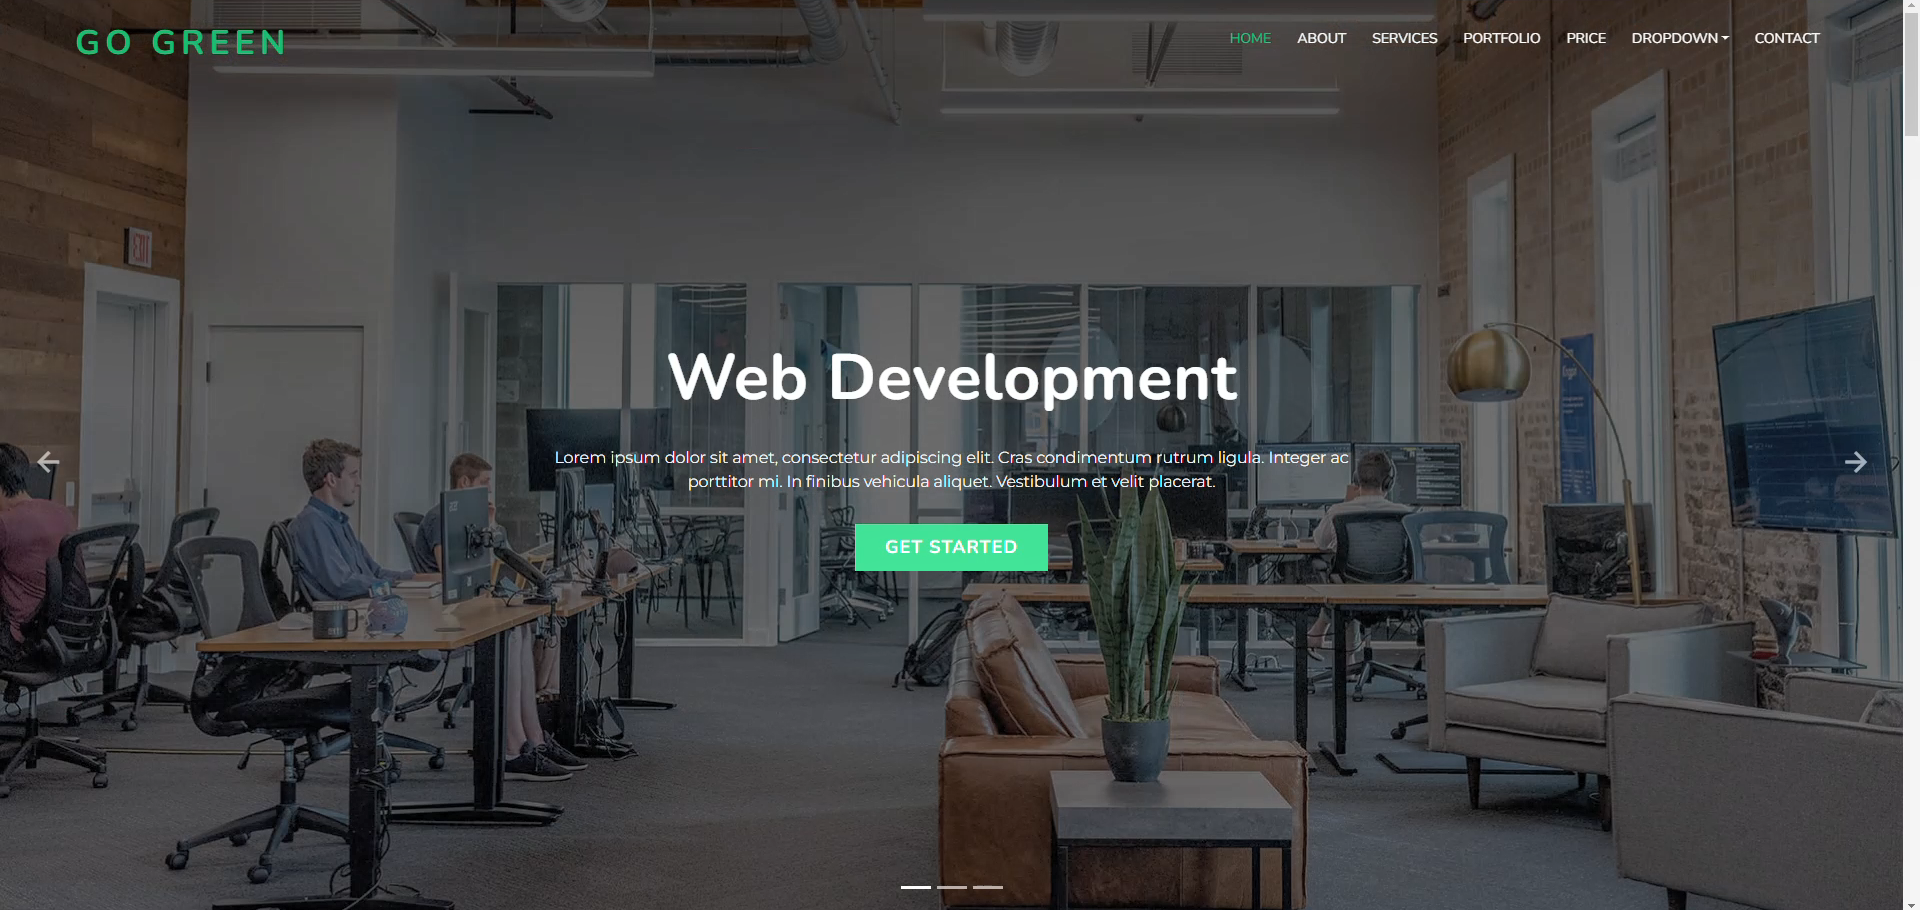 GO GREEN
HOME ABOUT SERVICES PORTFOLIO PRICE DROPDOWN CONTACT
EXIT
Web Development
Lorem ipsum dolor sit amet, consectetur adipiscing elit. Cras condimentum rutrum ligula. Integer ac
porttitor mi. In finibus vehicula aliquet. Vestibulum et velit placerat.
GET STARTED